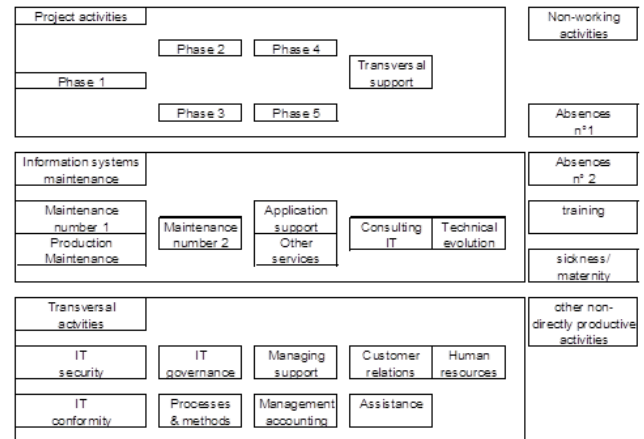 Project activities
Phase 2
Phase 4
Transversal
support
Phase 1
Phase 3
Phase 5
Non-working
activities
Absences
n°1
Information systems
maintenance
Maintenance
number 1
Production
Maintenance
Maintenance
number 2
Application
support
Other
services
Consulting
IT
Technical
evolution
Absences
n° 2
training
sickness/
maternity
Transversal
actvities
IT
security
IT
governance
Managing
support
Customer
relations
Human
resources
IT
conformity
Processes
& methods
Management
accounting
Assistance
other non-
directly productive
activities